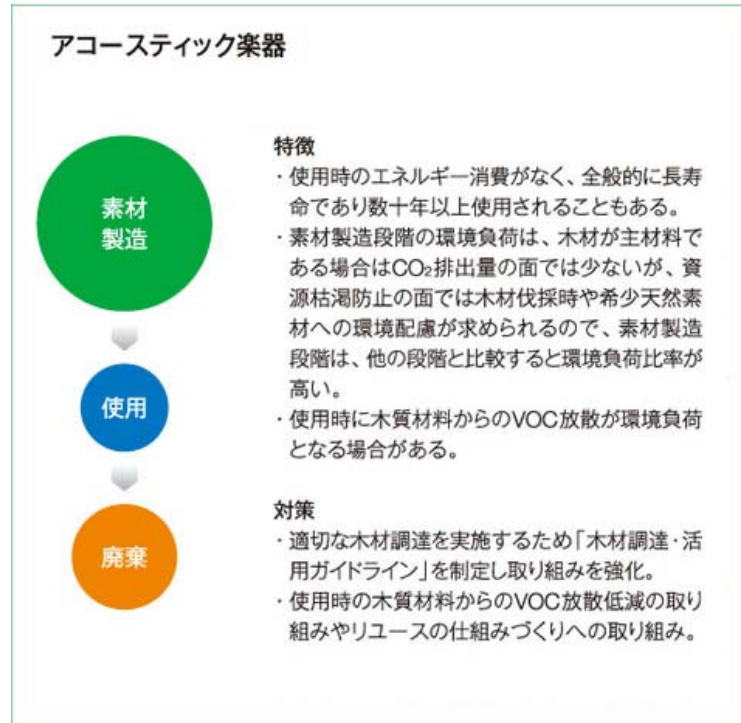 アコースティック楽器
素材
製造
使用
廃棄
特徴
・使用時のエネルギー消費がなく、全般的に長寿
命であり数十年以上使用されることもある。
・素材製造段階の環境負荷は、木材が主材料で
ある場合はCO₂排出量の面では少ないが、資
源枯渇防止の面では木材伐採時や希少天然素
材への環境配慮が求められるので、素材製造
段階は、他の段階と比較すると環境負荷比率が
高い。
・使用時に木質材料からのVOC放散が環境負荷
となる場合がある。
対策
・適切な木材調達を実施するため「木材調達・活
用ガイドライン」を制定し取り組みを強化。
・使用時の木質材料からのVOC放散低減の取り
組みやリユースの仕組みづくりへの取り組み。